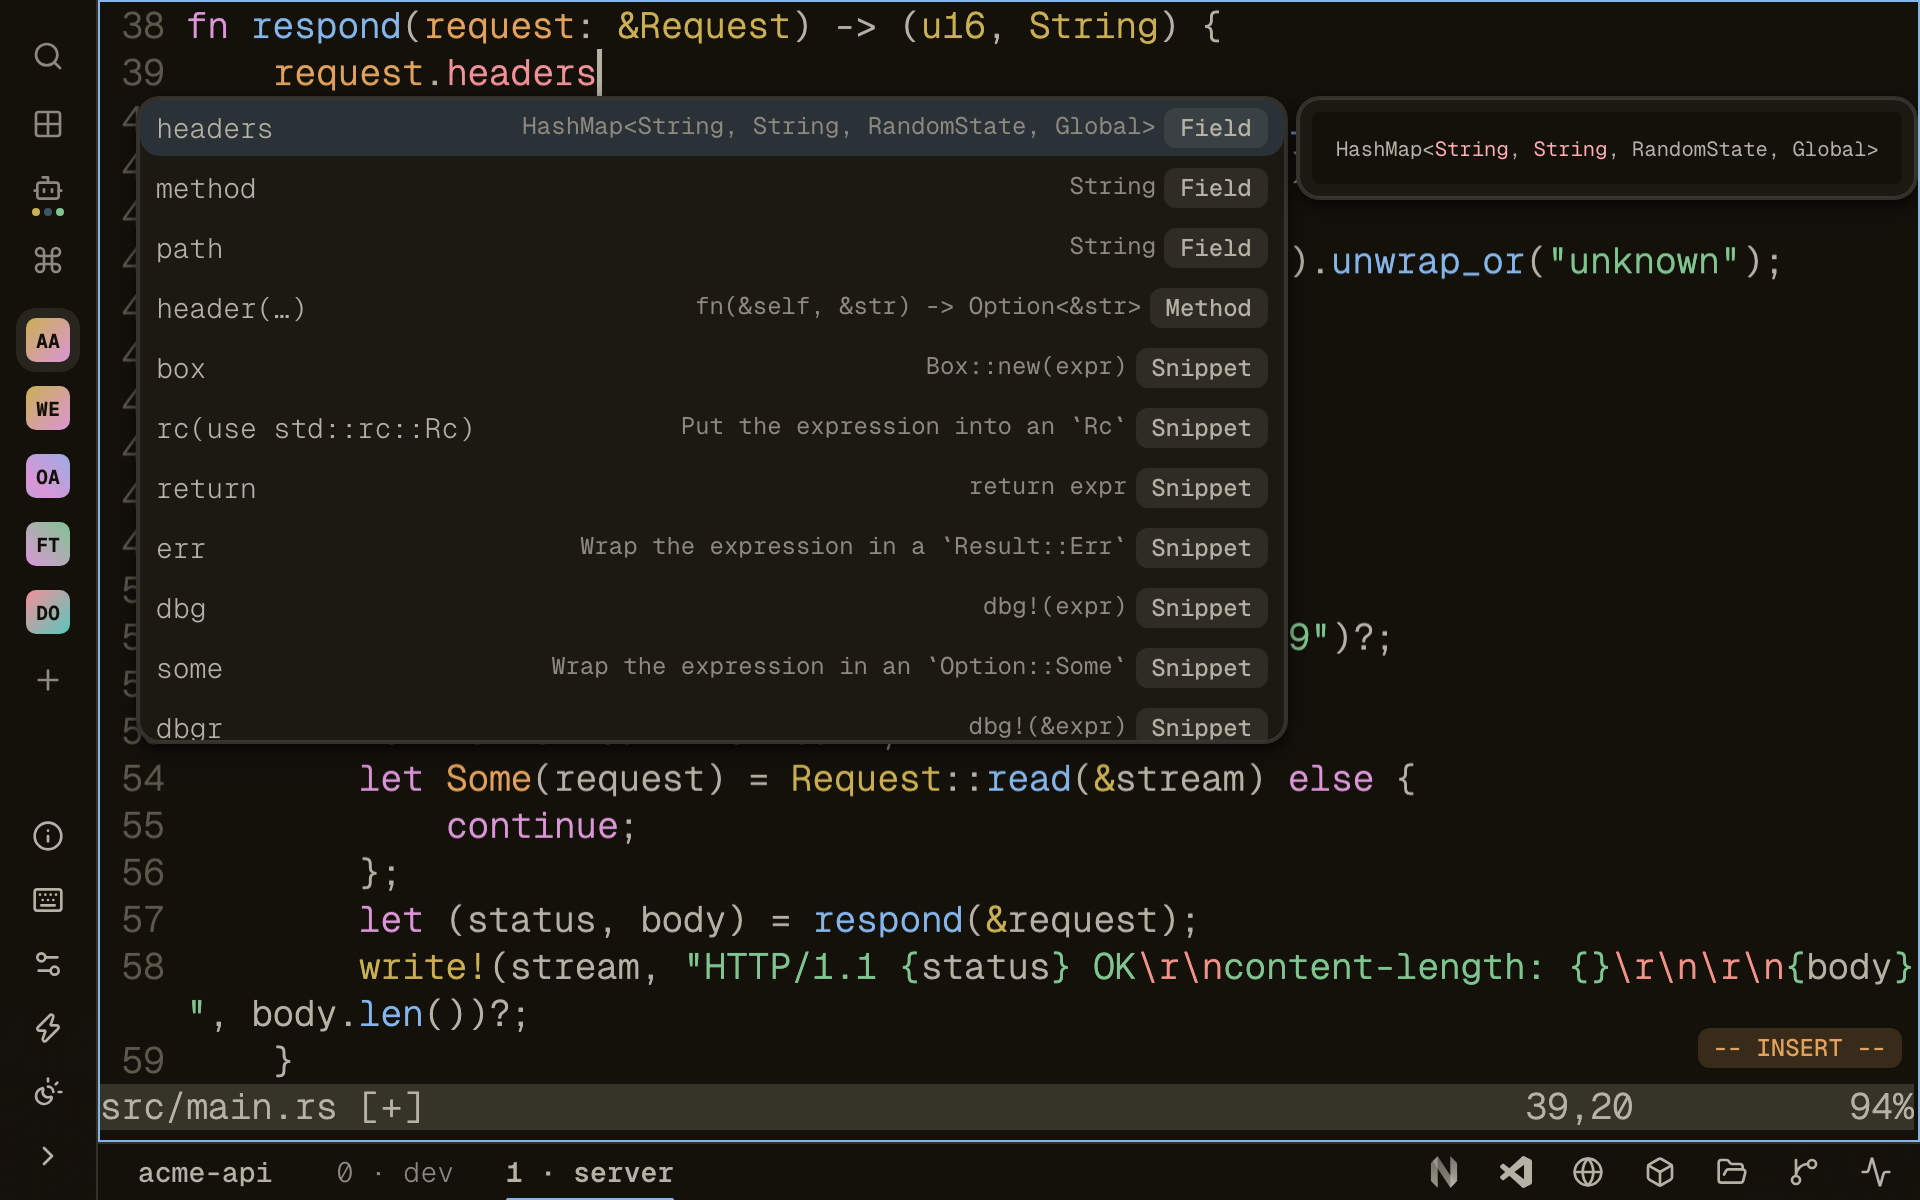 38 fn respond(request: &Request) -> (u16, String) {
39 request.headers
headers HashMap<String, String, RandomState, Global> Field
HashMap<String, String, RandomState, Global>
method String Field
path String Field
).unwrap_or("unknown");
header(…) fn(&self, &str) -> Option<&str> Method
AA
box Box::new(expr) Snippet
WE
rc(use std::rc::Rc) Put the expression into an `Rc` Snippet
OA
return return expr Snippet
FT
err Wrap the expression in a `Result::Err` Snippet
DO
dbg dbg!(expr) Snippet
9")?;
some Wrap the expression in an `Option::Some` Snippet
dbgr dbg!(&expr) Snippet
54 let Some(request) = Request::read(&stream) else {
55 continue;
56 };
57 let (status, body) = respond(&request);
58 write!(stream, "HTTP/1.1 {status} OK\r\ncontent-length: {}\r\n\r\n{body}
", body.len())?;
59 }
-- INSERT --
src/main.rs [+] 39,20 94%
acme-api 0 · dev 1 · server